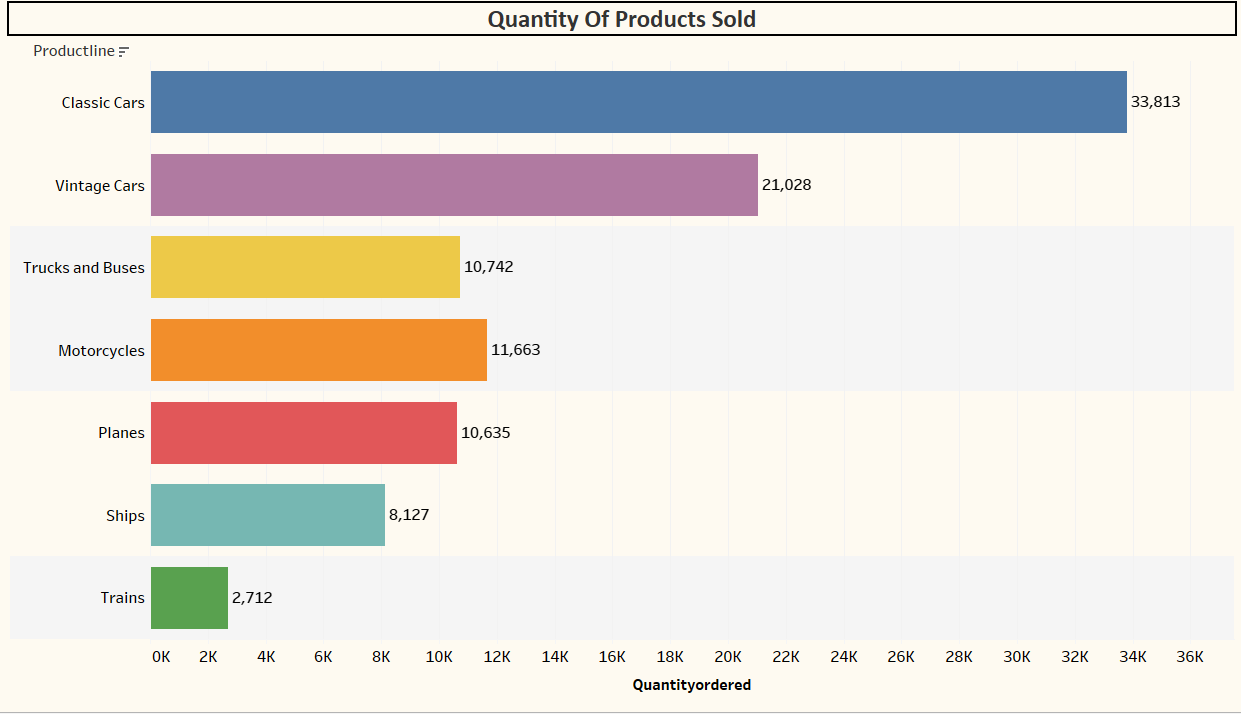 Quantity Of Products Sold
Productline
Classic Cars 33,813
Vintage Cars 21,028
Trucks and Buses 10,742
Motorcycles 11,663
Planes 10,635
Ships 8,127
Trains 2,712
0K 2K 4K 6K 8K 10K 12K 14K 16K 18K 20K 22K 24K 26K 28K 30K 32K 34K 36K
Quantityordered